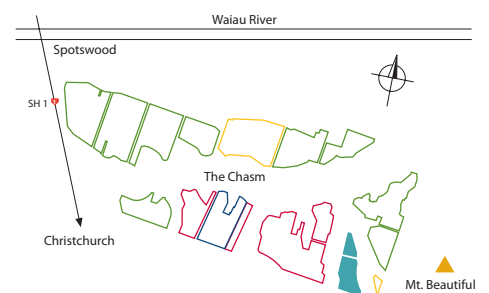 Waiau River
Spotswood
SH 1
The Chasm
Christchurch
Mt. Beautiful